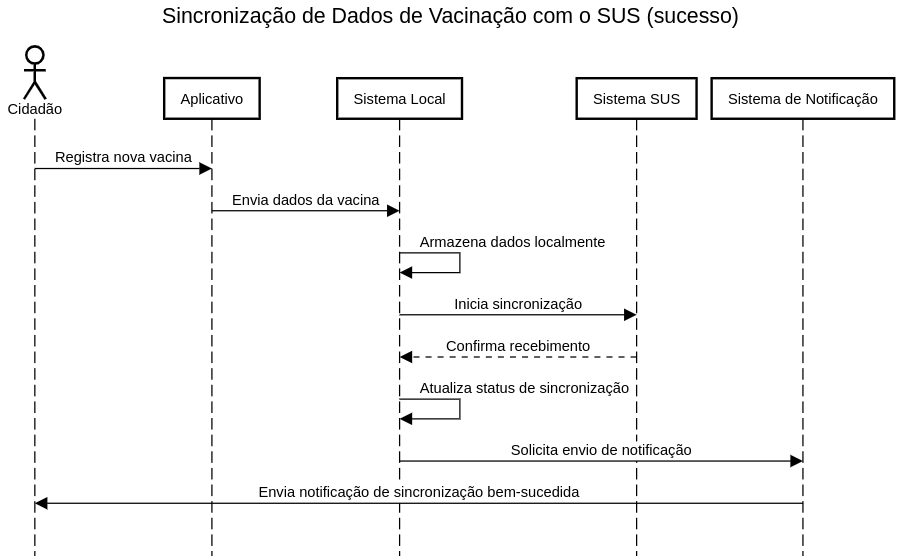 Sincronização de Dados de Vacinação com o SUS (sucesso)
Cidadão
Aplicativo
Sistema Local
Sistema SUS
Sistema de Notificação
Registra nova vacina
Envia dados da vacina
Armazena dados localmente
Inicia sincronização
Confirma recebimento
Atualiza status de sincronização
Solicita envio de notificação
Envia notificação de sincronização bem-sucedida